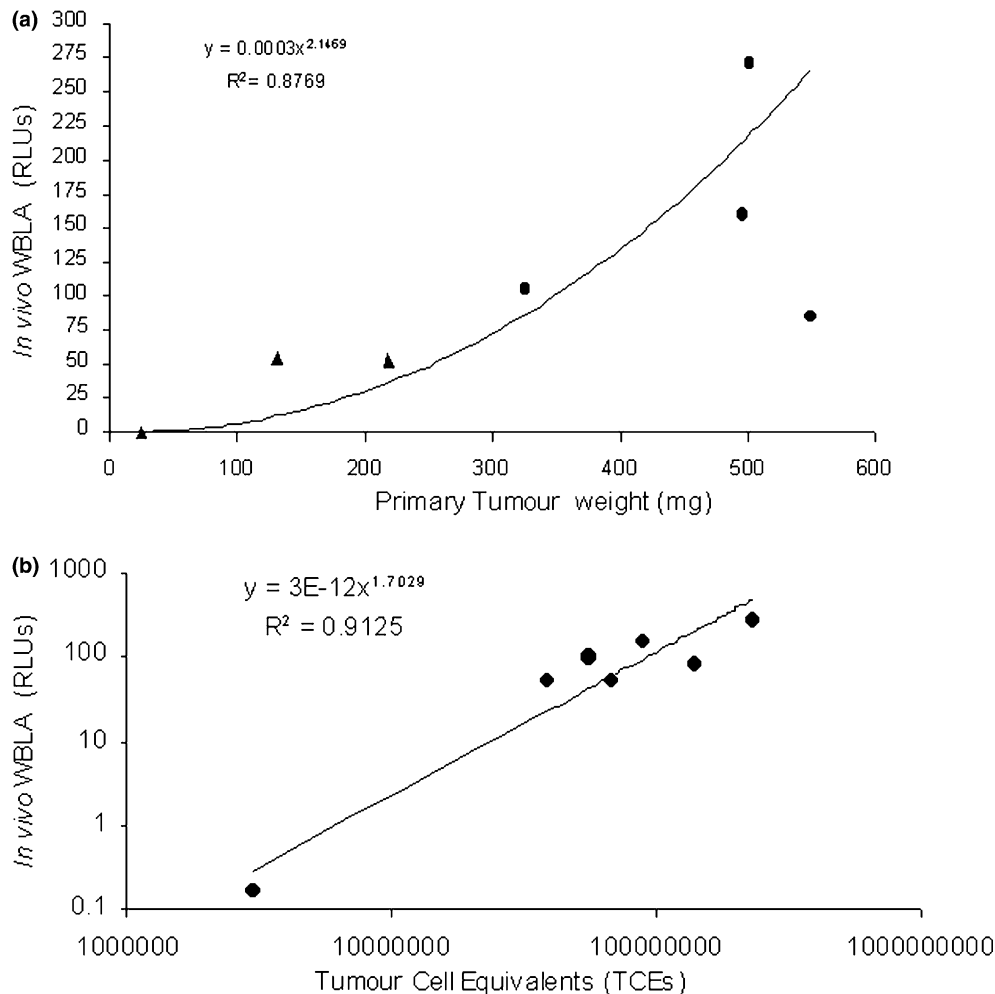 (a)
300
275
250
225
200
175
150
125
100
75
50
25
0
In vivo WBLA (RLUs)
y = 0.0003x^2.1469
R² = 0.8769
0 100 200 300 400 500 600
Primary Tumour weight (mg)
(b)
1000
100
10
1
0.1
In vivo WBLA (RLUs)
y = 3E-12x^1.7029
R² = 0.9125
1000000 10000000 100000000 1000000000
Tumour Cell Equivalents (TCEs)